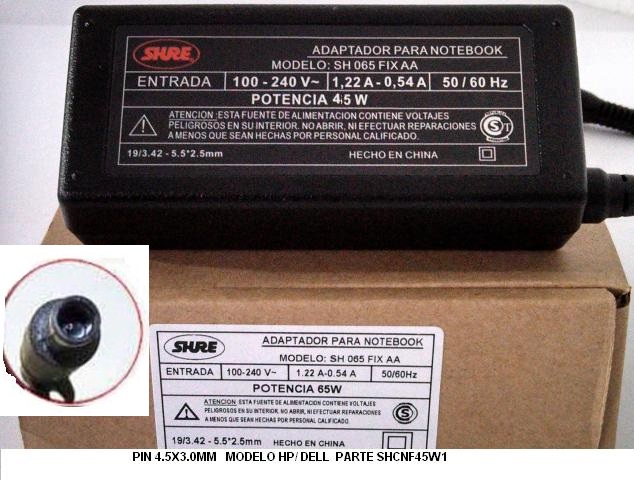 SHURE
ADAPTADOR PARA NOTEBOOK
MODELO: SH 065 FIX AA
ENTRADA 100 - 240 V~ 1,22 A - 0,54 A 50 / 60 Hz
POTENCIA 45 W
ATENCION :ESTA FUENTE DE ALIMENTACION CONTIENE VOLTAJES
PELIGROSOS EN SU INTERIOR. NO ABRIR, NI EFECTUAR REPARACIONES
A MENOS QUE SEAN HECHAS POR PERSONAL CALIFICADO.
S T
19/3.42 - 5.5*2.5mm HECHO EN CHINA
SHURE
ADAPTADOR PARA NOTEBOOK
MODELO: SH 065 FIX AA
ENTRADA 100-240 V~ 1.22 A-0.54 A 50/60Hz
POTENCIA 65W
ATENCION ESTA FUENTE DE ALIMENTACION CONTIENE VOLTAJES
PELIGROSOS EN SU INTERIOR. NO ABRIR, NI EFECTUAR REPARACIONES
A MENOS QUE SEAN HECHAS POR PERSONAL CALIFICADO.
19/3.42 - 5.5*2.5mm HECHO EN CHINA
PIN 4.5X3.0MM MODELO HP/ DELL PARTE SHCNF45W1